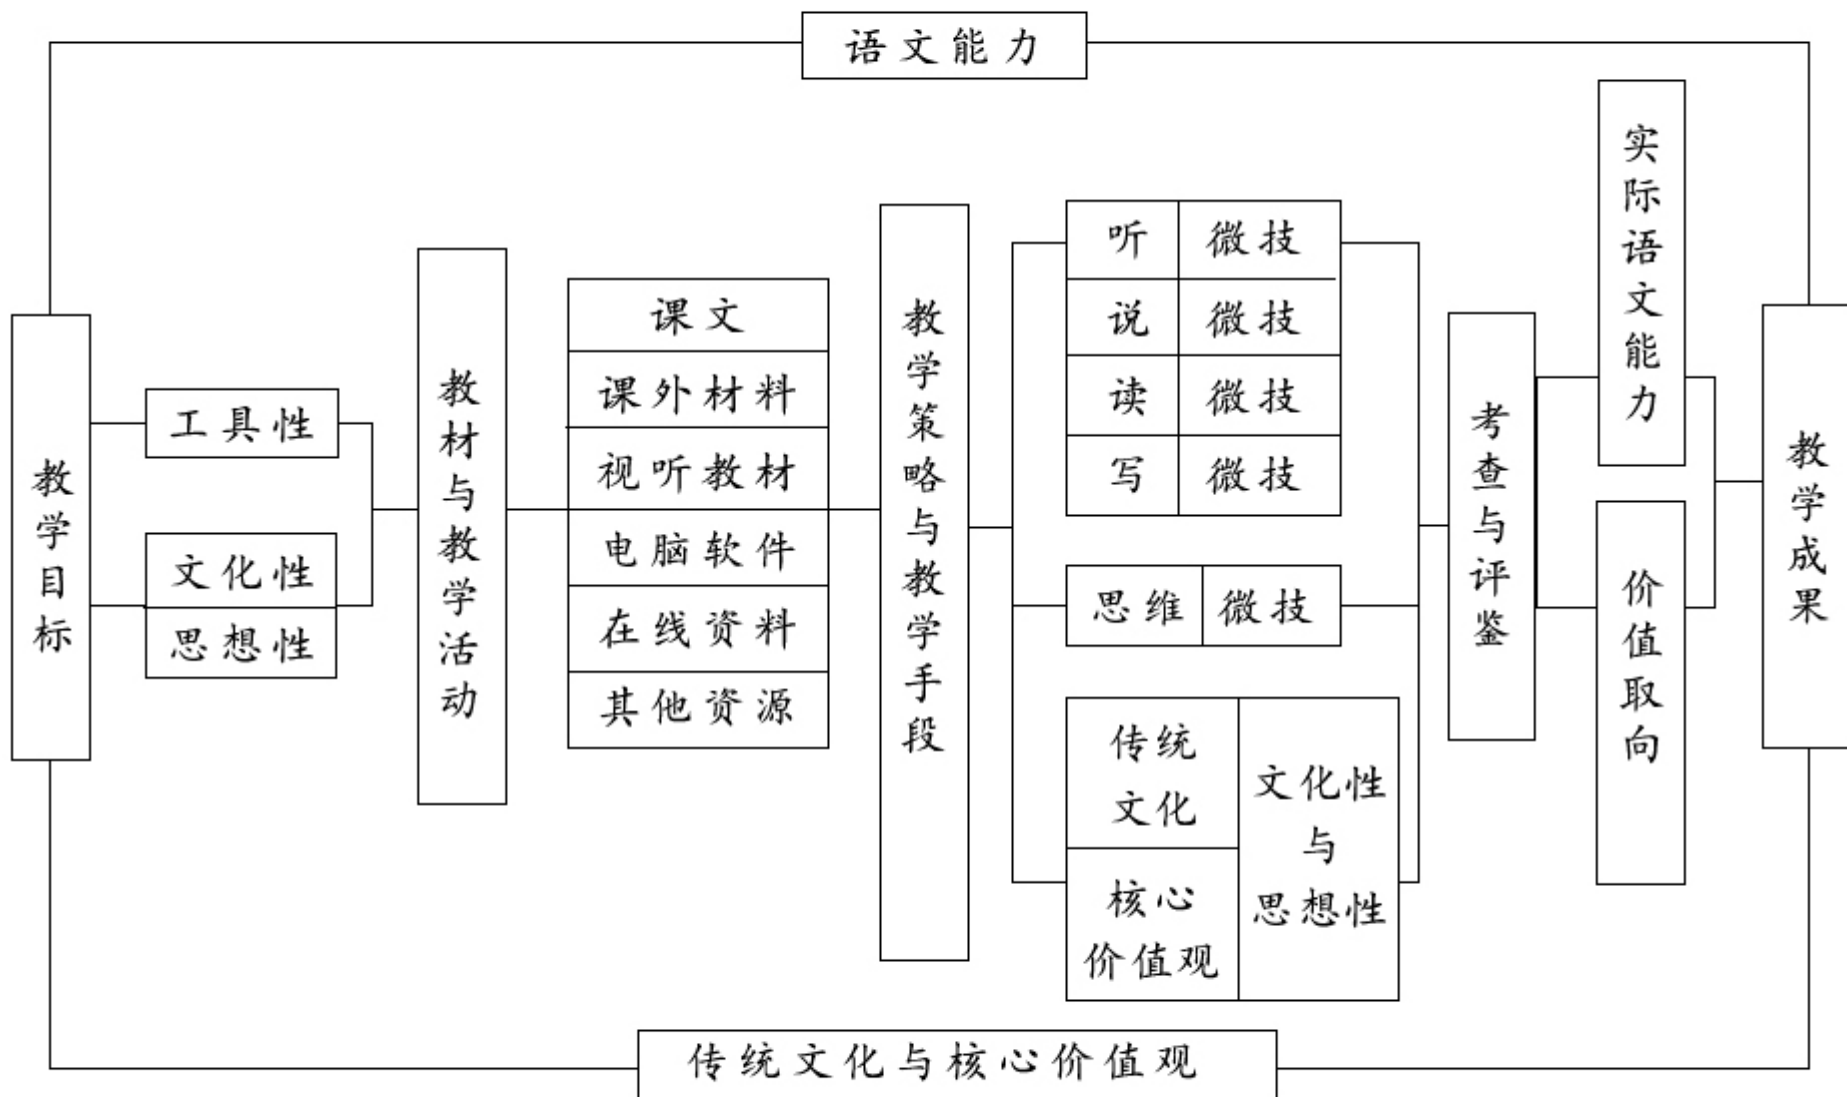 语文能力
教学目标
工具性
文化性
思想性
教材与教学活动
课文
课外材料
视听教材
电脑软件
在线资料
其他资源
教学策略与教学手段
听 微技
说 微技
读 微技
写 微技
思维 微技
传统
文化
核心
价值观
文化性
与
思想性
考查与评鉴
实际语文能力
价值取向
教学成果
传统文化与核心价值观